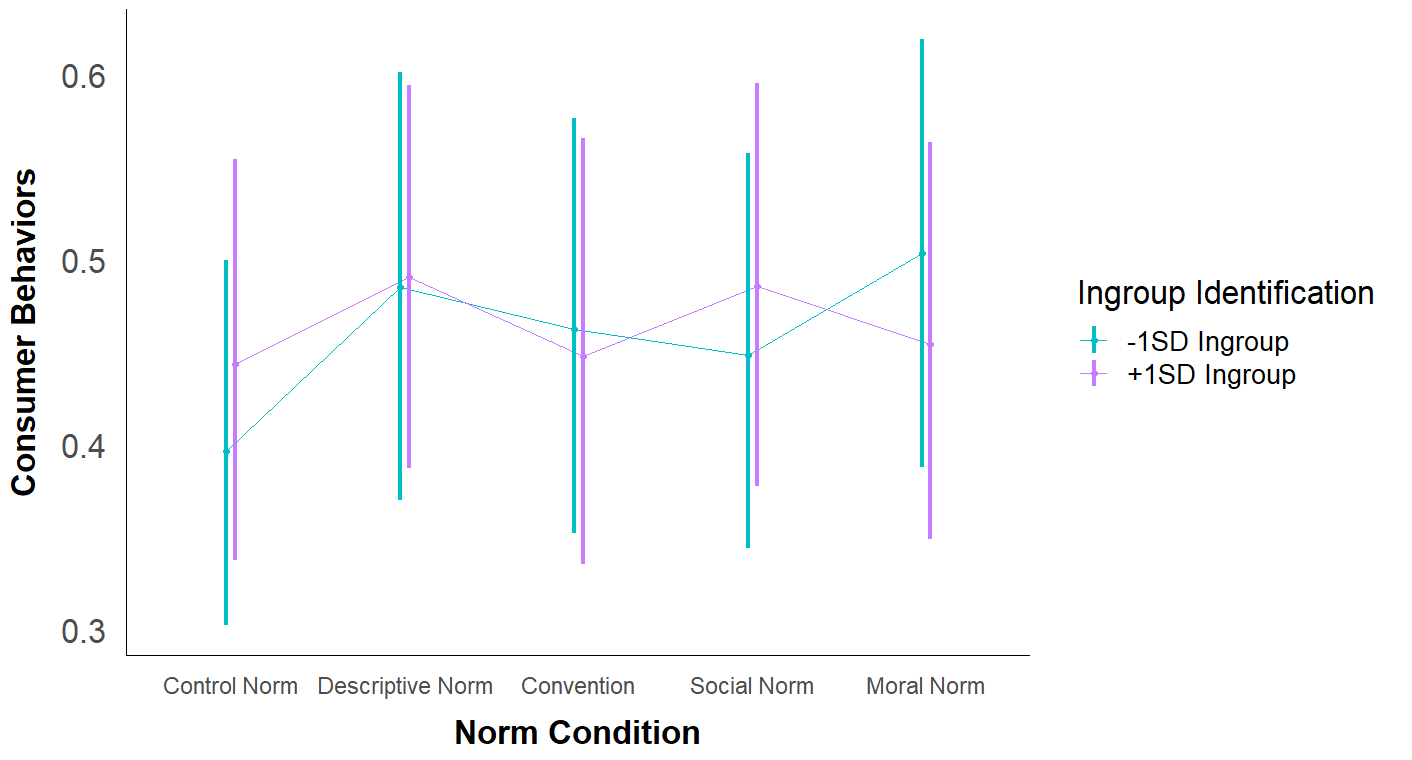 Consumer Behaviors
0.6
0.5
0.4
0.3
Control Norm Descriptive Norm Convention Social Norm Moral Norm
Norm Condition
Ingroup Identification
-1SD Ingroup
+1SD Ingroup